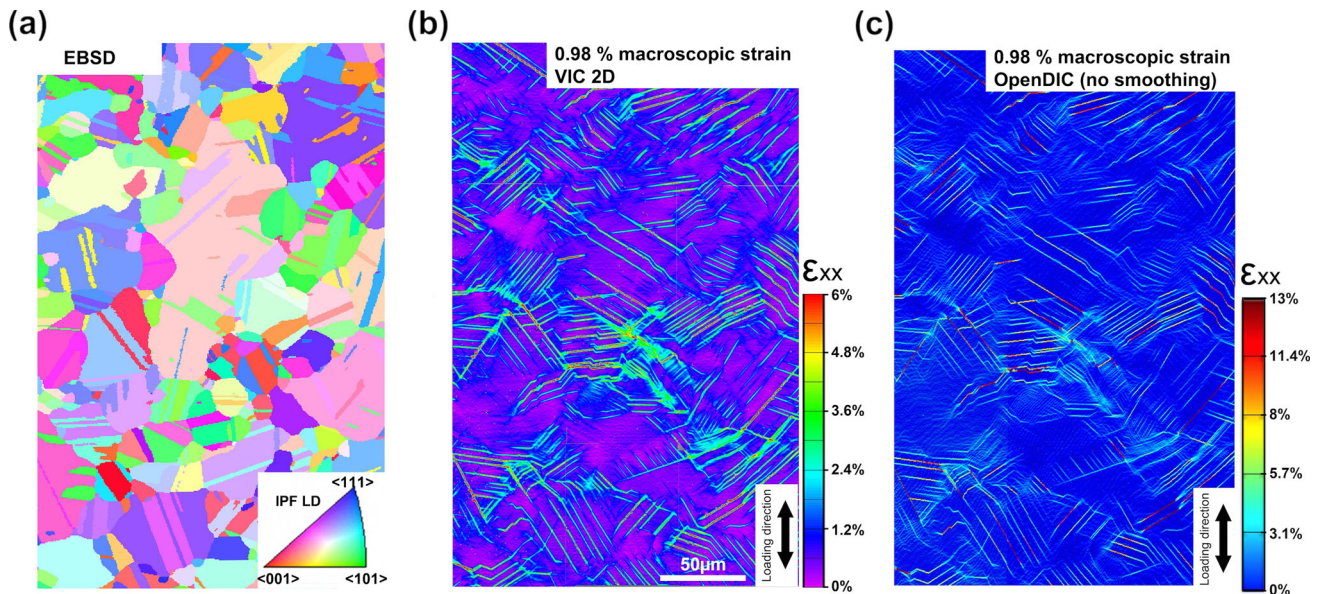 (a)
EBSD
IPF LD
<111>
<001>
<101>
(b)
0.98 % macroscopic strain
VIC 2D
εxx
6%
4.8%
3.6%
2.4%
1.2%
0%
Loading direction
50µm
(c)
0.98 % macroscopic strain
OpenDIC (no smoothing)
εxx
13%
11.4%
8%
5.7%
3.1%
0%
Loading direction